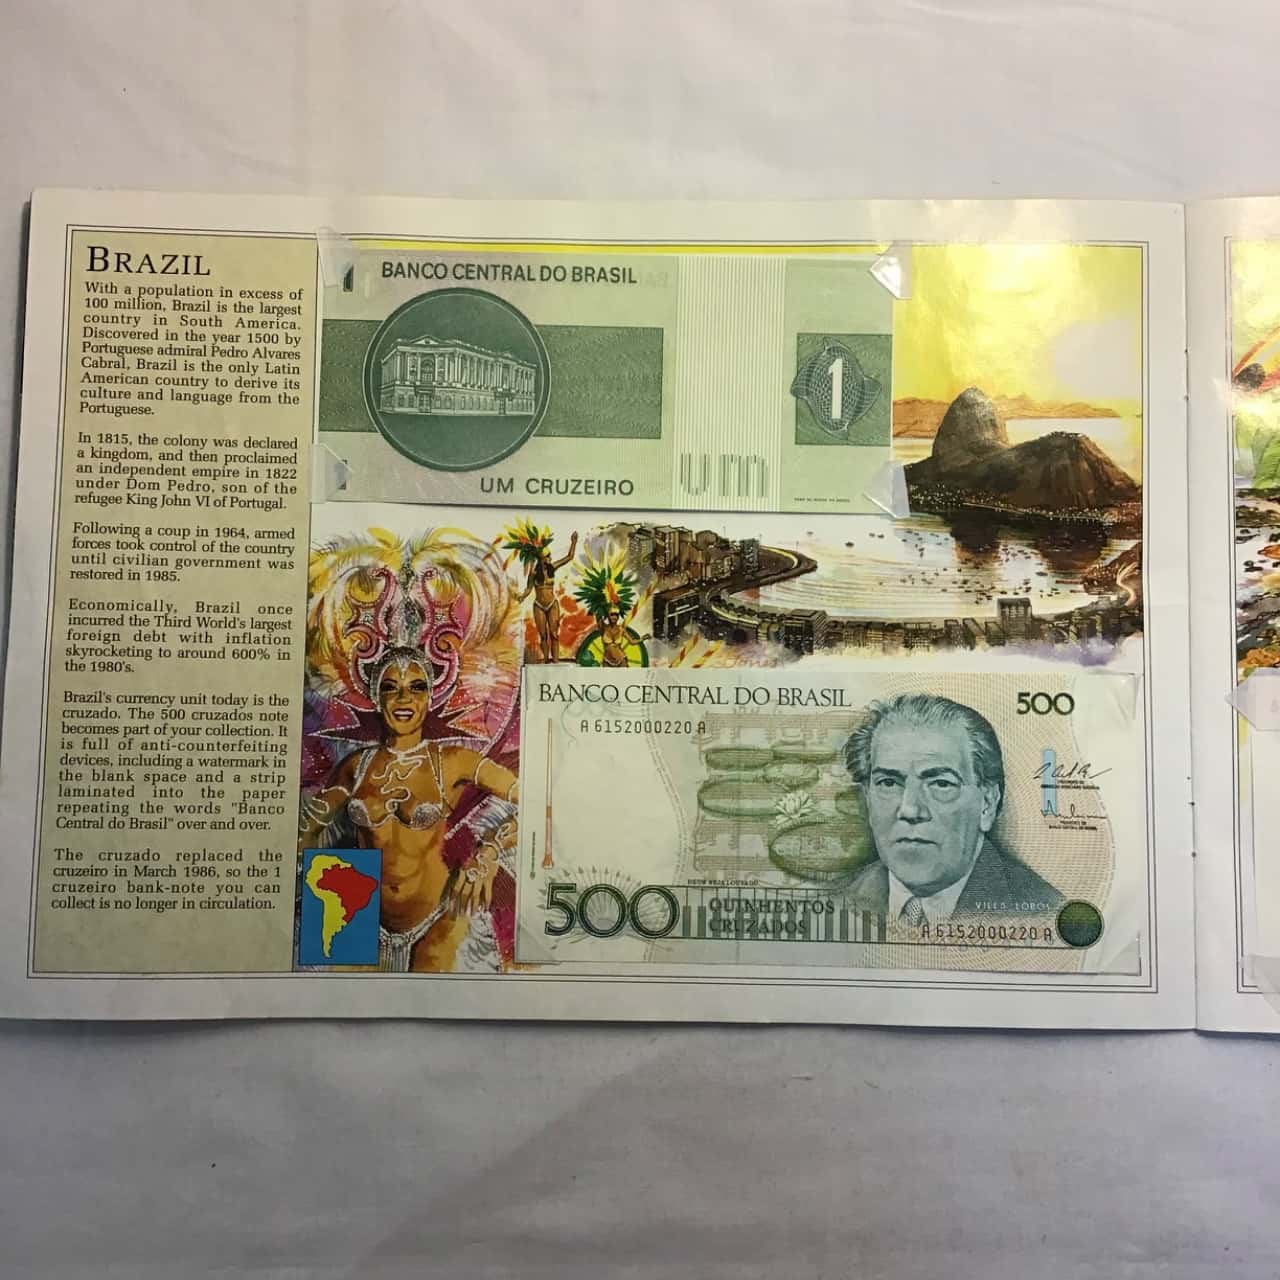 BRAZIL
With a population in excess of
100 million, Brazil is the largest
country in South America.
Discovered in the year 1500 by
Portuguese admiral Pedro Alvares
Cabral, Brazil is the only Latin
American country to derive its
culture and language from the
Portuguese.
In 1815, the colony was declared
a kingdom, and then proclaimed
an independent empire in 1822
under Dom Pedro, son of the
refugee King John VI of Portugal.
Following a coup in 1964, armed
forces took control of the country
until civilian government was
restored in 1985.
Economically, Brazil once
incurred the Third World's largest
foreign debt with inflation
skyrocketing to around 600% in
the 1980's.
Brazil's currency unit today is the
cruzado. The 500 cruzados note
becomes part of your collection. It
is full of anti-counterfeiting
devices, including a watermark in
the blank space and a strip
laminated into the paper
repeating the words "Banco
Central do Brasil" over and over.
The cruzado replaced the
cruzeiro in March 1986, so the 1
cruzeiro bank-note you can
collect is no longer in circulation.
1
BANCO CENTRAL DO BRASIL
1
UM CRUZEIRO
um
BANCO CENTRAL DO BRASIL
500
A 6152000220 A
DEUS SEJA LOUVADO
500
QUINHENTOS
CRUZADOS
VILLA-LOBOS
A 6152000220 A